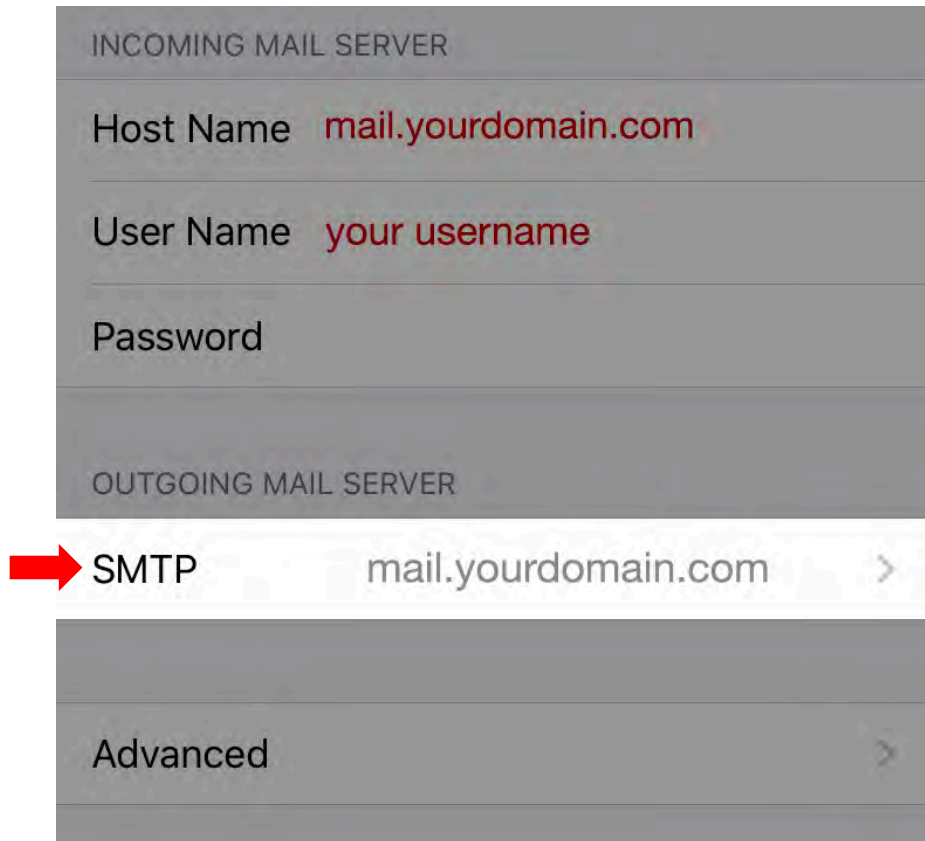 INCOMING MAIL SERVER
Host Name mail.yourdomain.com
User Name your username
Password
OUTGOING MAIL SERVER
SMTP mail.yourdomain.com
Advanced